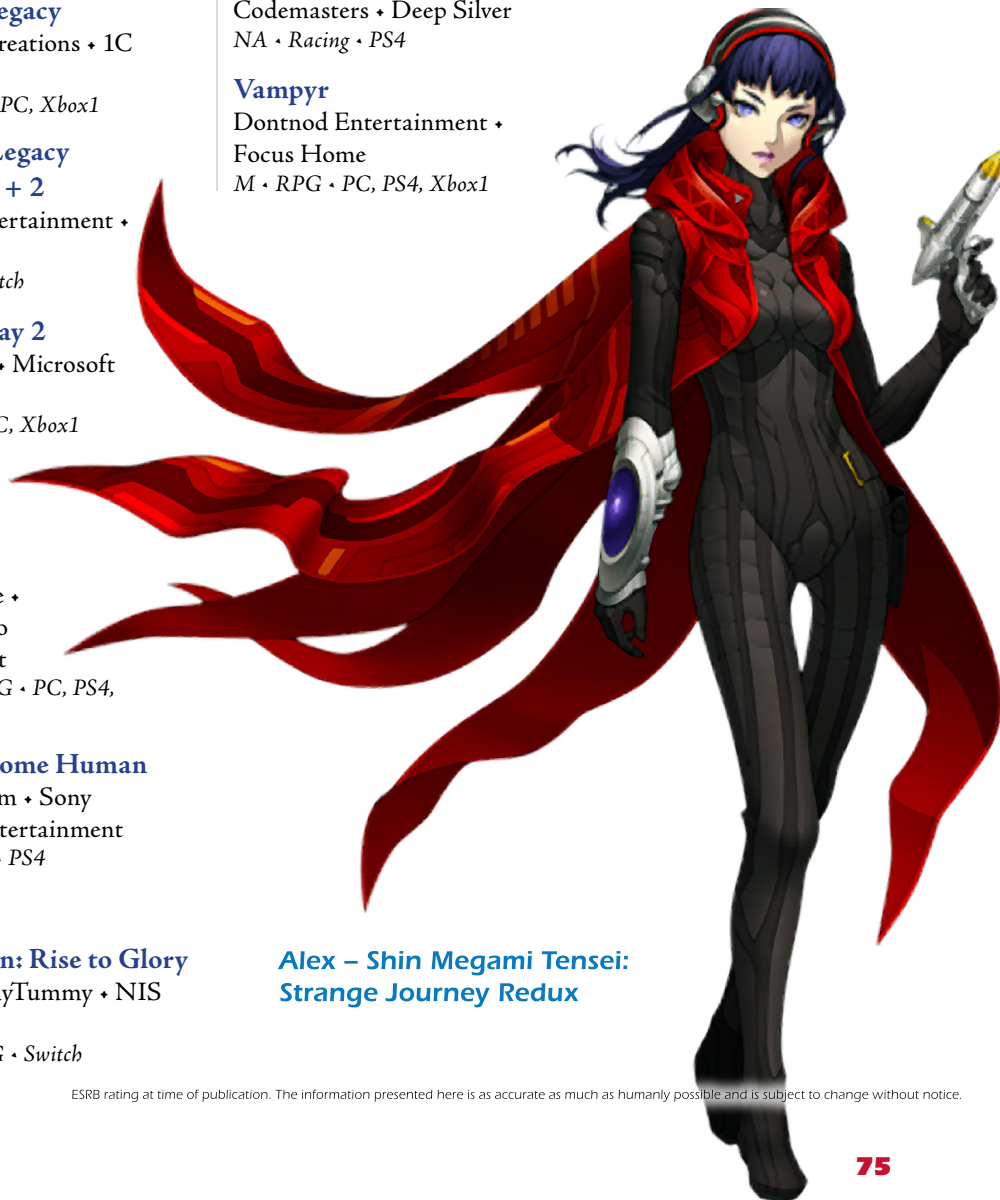 egacy
reations • 1C
PC, Xbox1
Legacy
+ 2
ertainment •
tch
ay 2
• Microsoft
C, Xbox1
e •
o
t
G • PC, PS4,
ome Human
m • Sony
tertainment
• PS4
n: Rise to Glory
yTummy • NIS
G • Switch
Codemasters • Deep Silver
NA • Racing • PS4
Vampyr
Dontnod Entertainment •
Focus Home
M • RPG • PC, PS4, Xbox1
Alex – Shin Megami Tensei:
Strange Journey Redux
ESRB rating at time of publication. The information presented here is as accurate as much as humanly possible and is subject to change without notice.
75